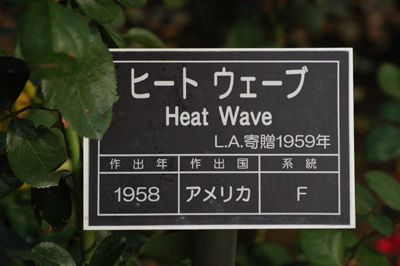 ヒート ウェーブ
Heat Wave
L.A.寄贈1959年
作出年 作出国 系統
1958 アメリカ F